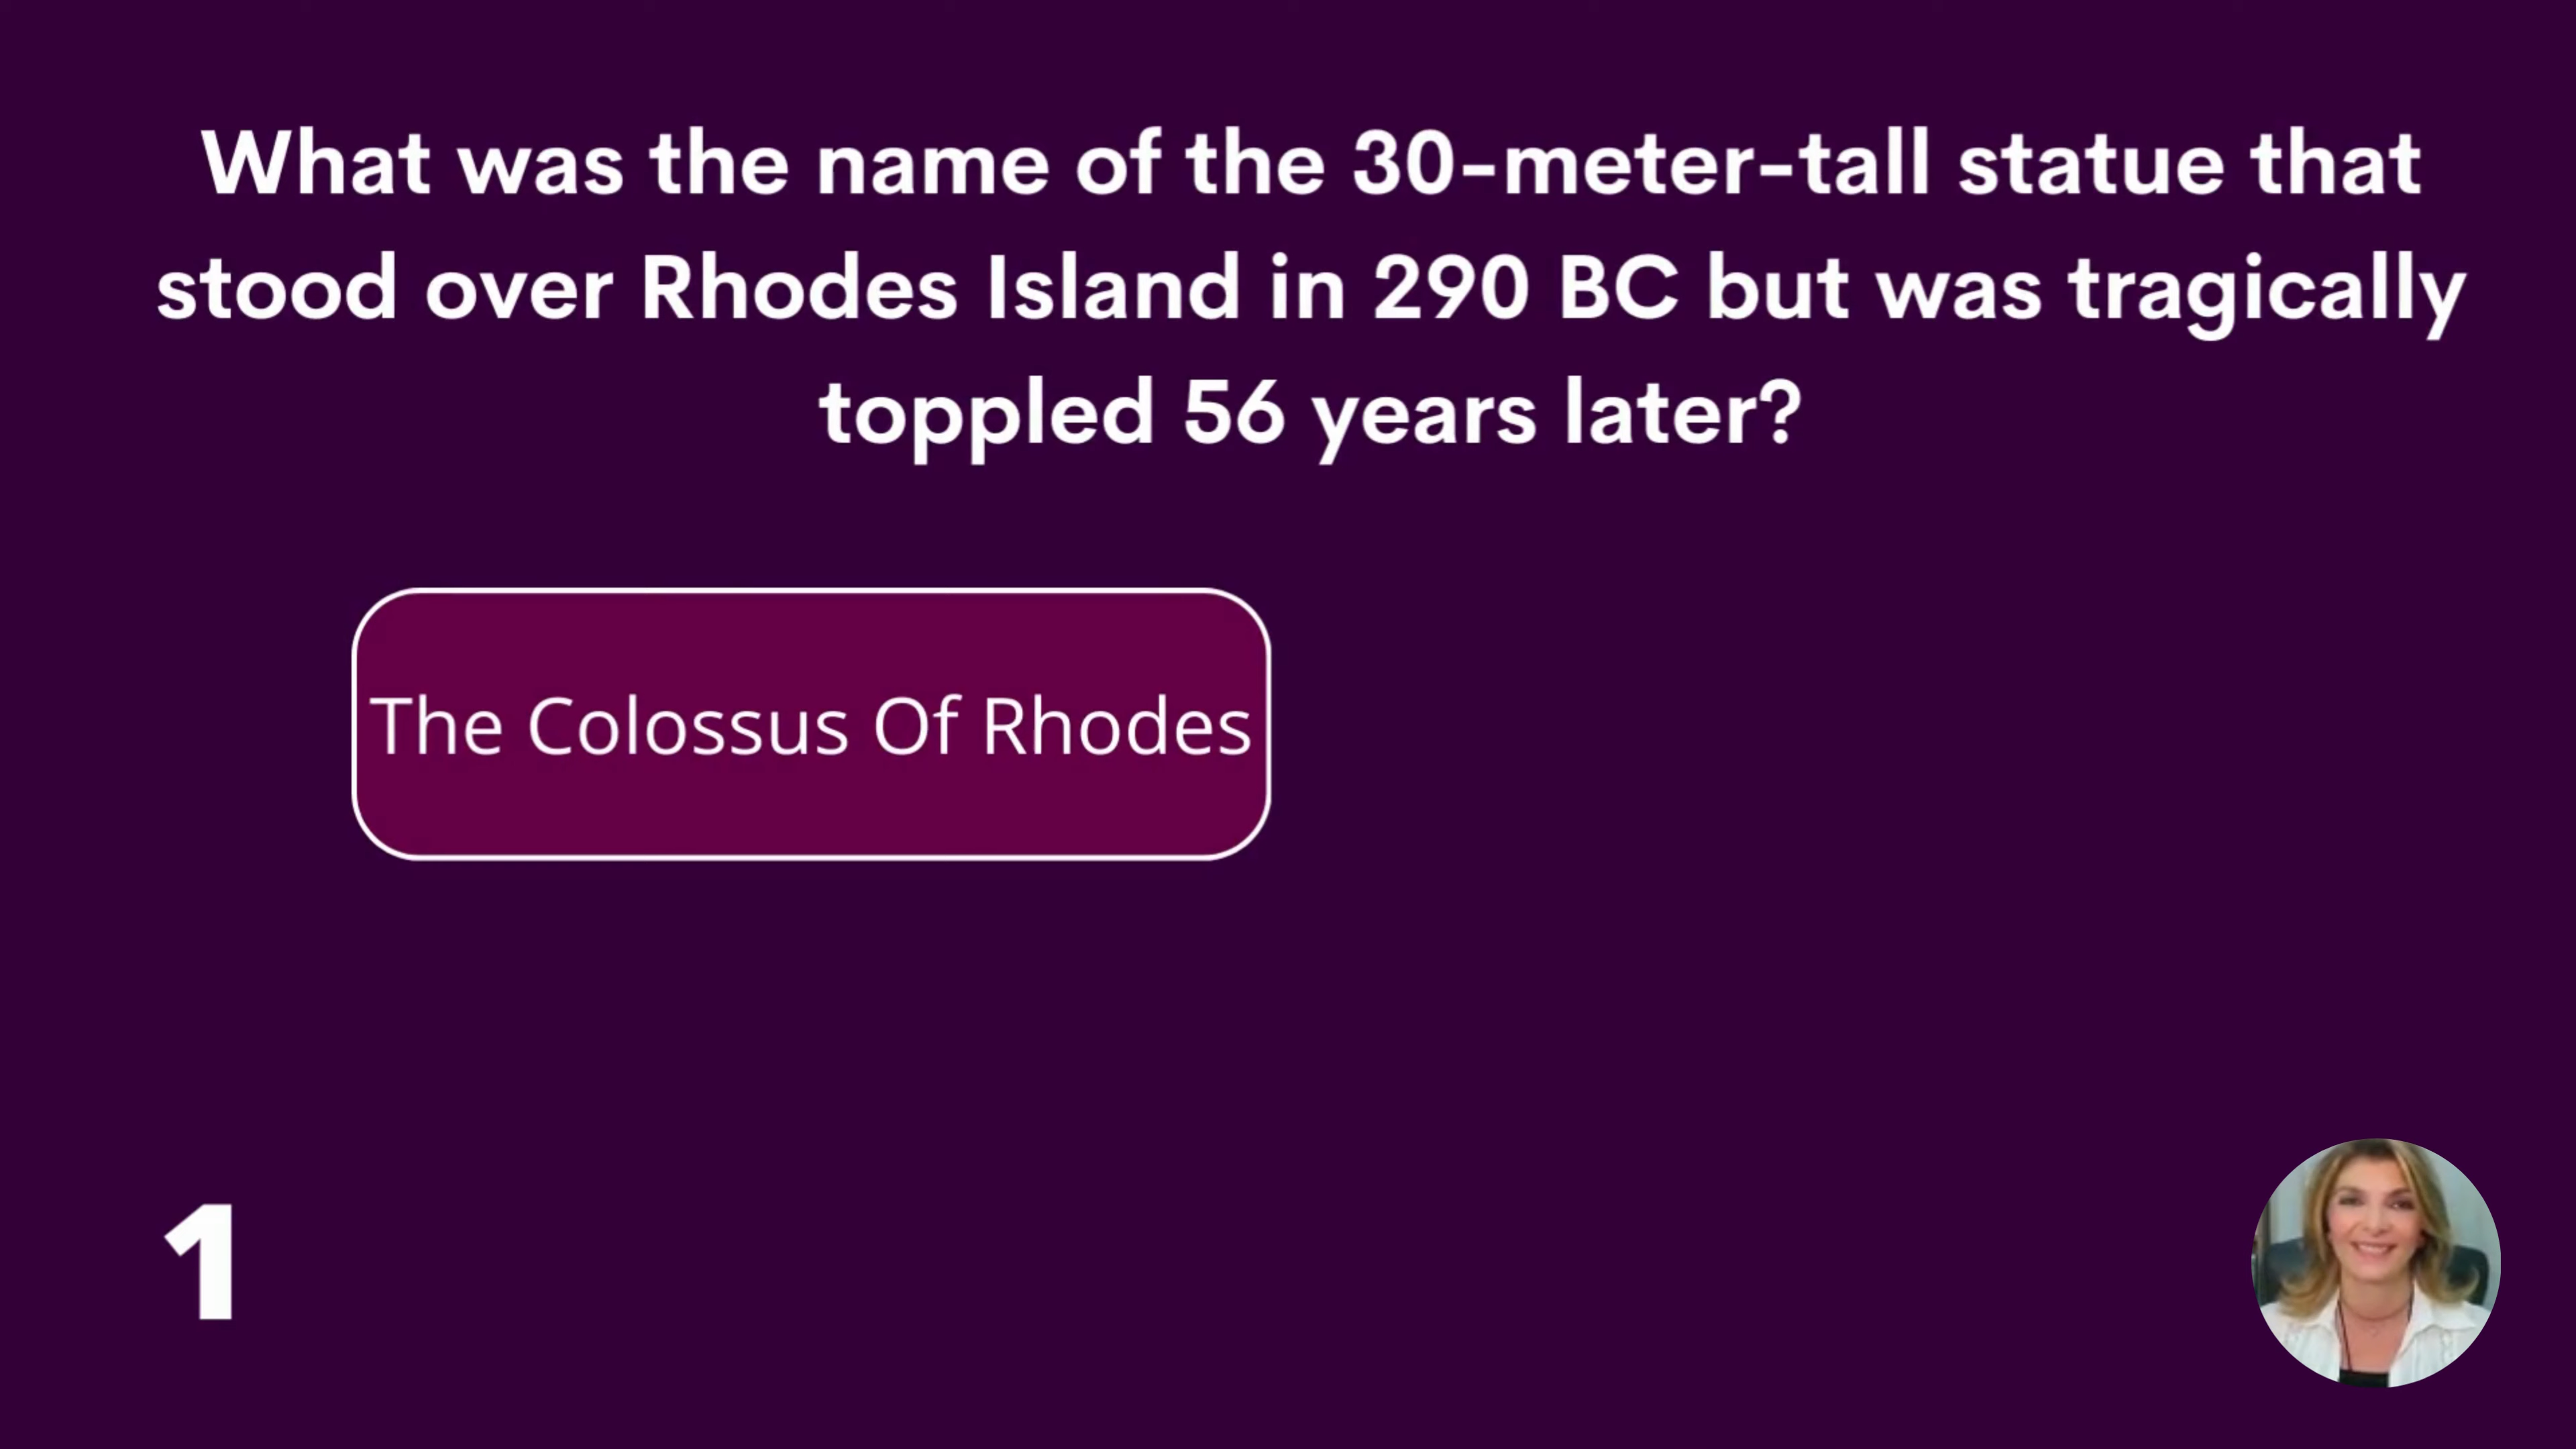 What was the name of the 30-meter-tall statue that
stood over Rhodes Island in 290 BC but was tragically
toppled 56 years later?
The Colossus Of Rhodes
1